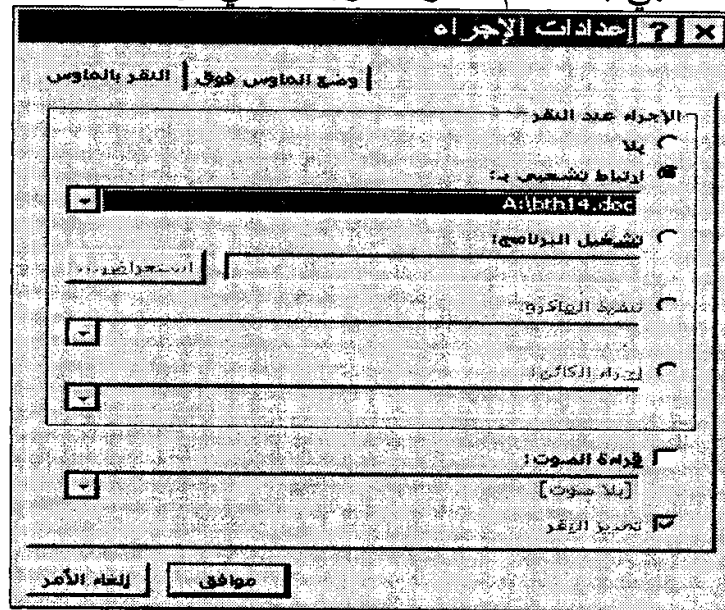 إعدادات الإجراء
النقر بالماوس
وضع الماوس فوق
الإجراء عند النقر
بلا
ارتباط تشعبي بـ:
A:\bth14.doc
تشغيل البرنامج:
استعراض...
تنفيذ الماكرو
إجراء الكائن:
قراءة الصوت:
[بلا صوت]
تمييز النقر
موافق
إلغاء الأمر